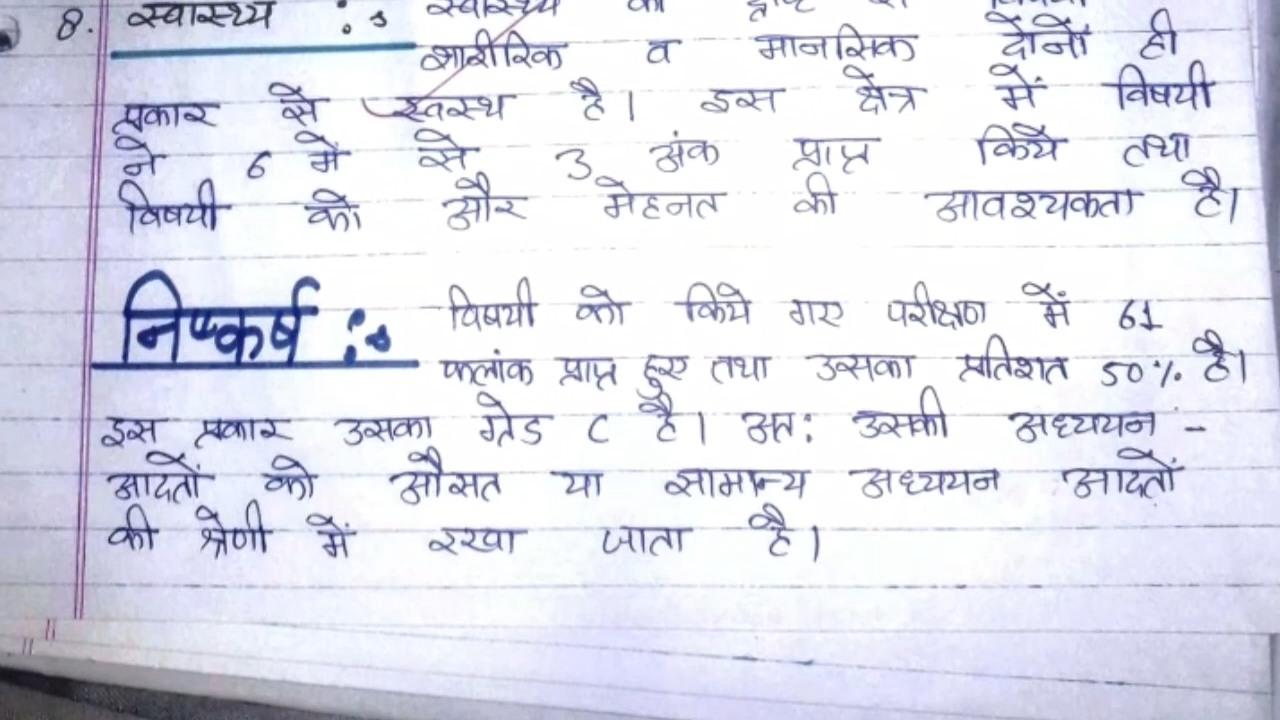 8. स्वास्थ्य : स्वास्थ्य की दृष्टि से विषयी
शारीरिक व मानसिक दोनों ही
प्रकार से स्वस्थ है। इस क्षेत्र में विषयी
ने 6 में से 3 अंक प्राप्त किये तथा
विषयी को और मेहनत की आवश्यकता है।
निष्कर्ष : विषयी को किये गए परीक्षण में 61
फलांक प्राप्त हुए तथा उसका प्रतिशत 50% है।
इस प्रकार उसका ग्रेड C है। अतः उसकी अध्ययन -
आदतों को औसत या सामान्य अध्ययन आदतों
की श्रेणी में रखा जाता है।